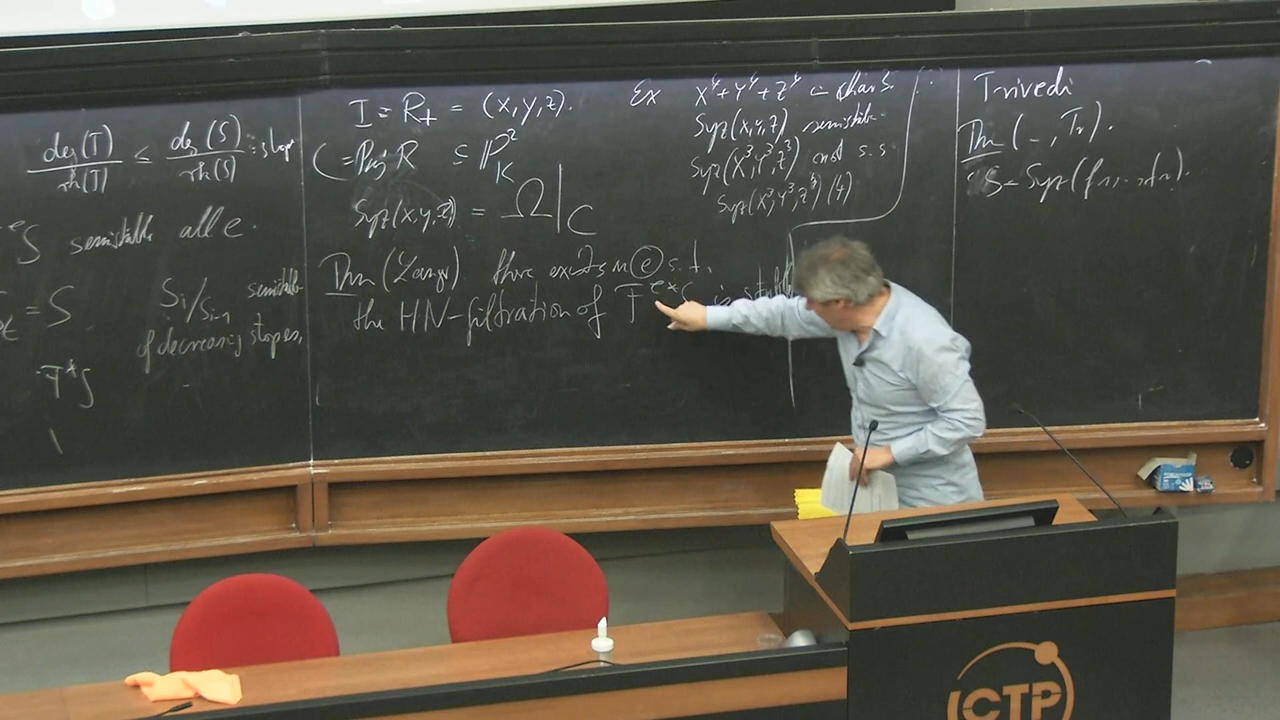 deg(T)/rk(T) ≤ deg(S)/rk(S) : slope
S semistable all e.
= S
Si/Si-1 semistable
of decreasing slopes,
F*S
I = R+ = (x,y,z).
C = Proj R ⊆ P²K
Syz(x,y,z) = Ω|C
Thm (Langer) there exists an e s.t.
the HN-filtration of F^e* S is
Ex x⁴+y⁴+z⁴ in char 3.
Syz(x,y,z) semistable
Syz(x³,y³,z³) not s.s
Syz(x³,y³,z³)(4)
Trivedi
Thm (–, Tr).
S = Syz(f1,...,fn).
ICTP